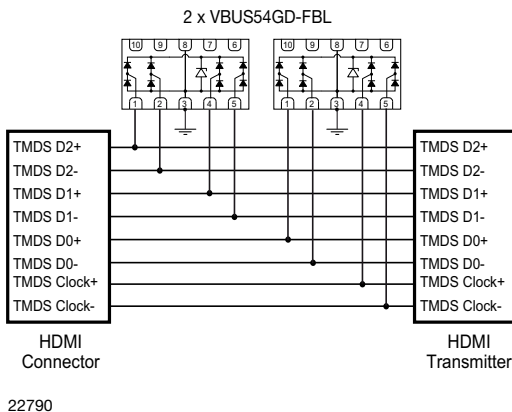 2 x VBUS54GD-FBL
10 9 8 7 6 10 9 8 7 6
1 2 3 4 5 1 2 3 4 5
TMDS D2+ TMDS D2+
TMDS D2- TMDS D2-
TMDS D1+ TMDS D1+
TMDS D1- TMDS D1-
TMDS D0+ TMDS D0+
TMDS D0- TMDS D0-
TMDS Clock+ TMDS Clock+
TMDS Clock- TMDS Clock-
HDMI HDMI
Connector Transmitter
22790